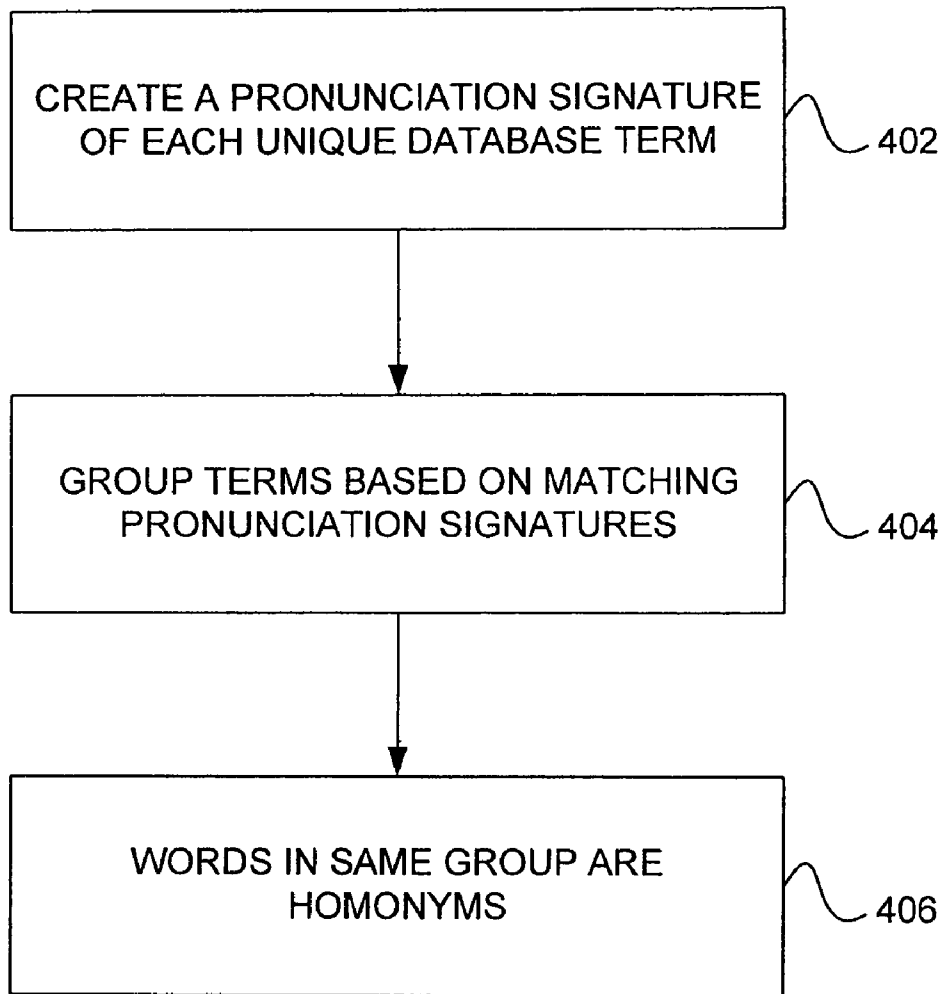 CREATE A PRONUNCIATION SIGNATURE
OF EACH UNIQUE DATABASE TERM
402
GROUP TERMS BASED ON MATCHING
PRONUNCIATION SIGNATURES
404
WORDS IN SAME GROUP ARE
HOMONYMS
406